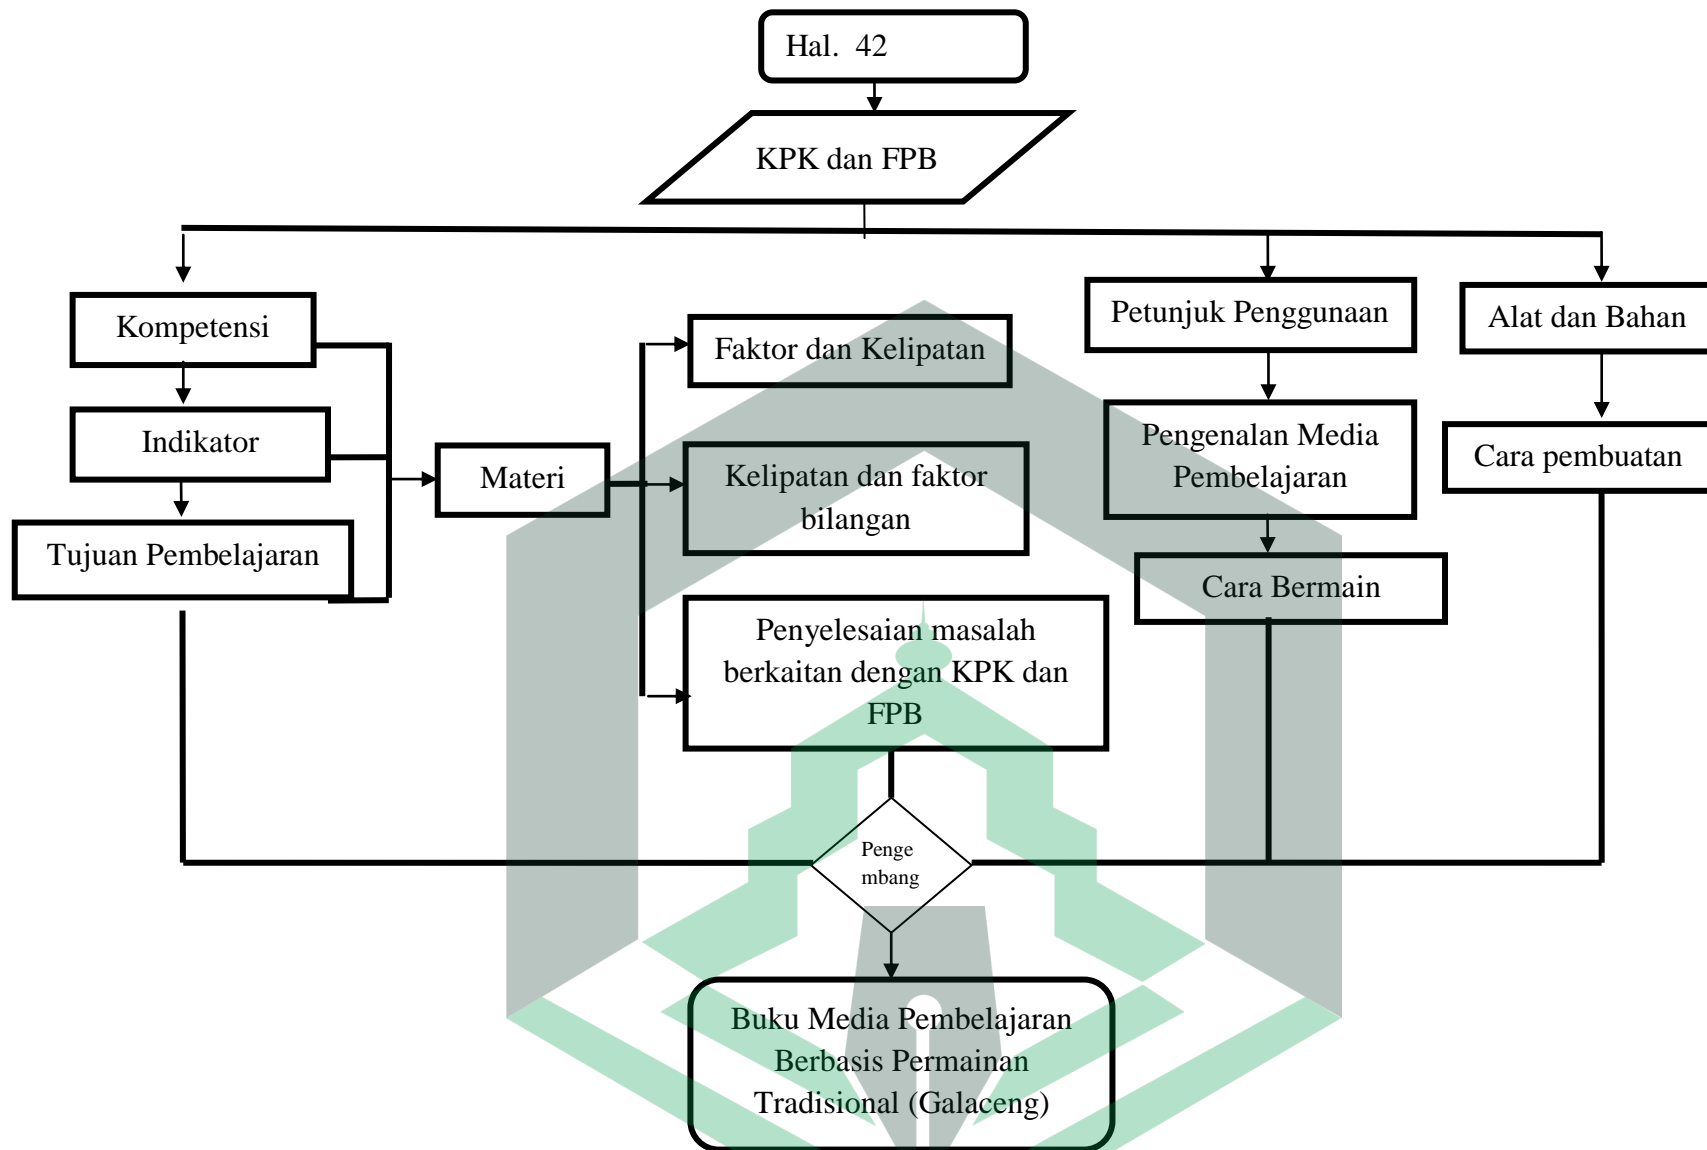 Hal.  42
KPK dan FPB
Kompetensi
Indikator
Tujuan Pembelajaran
Materi
Faktor dan Kelipatan
Kelipatan dan faktor
bilangan
Penyelesaian masalah
berkaitan dengan KPK dan
FPB
Petunjuk Penggunaan
Pengenalan Media
Pembelajaran
Cara Bermain
Alat dan Bahan
Cara pembuatan
Penge
mbang
Buku Media Pembelajaran
Berbasis Permainan
Tradisional (Galaceng)